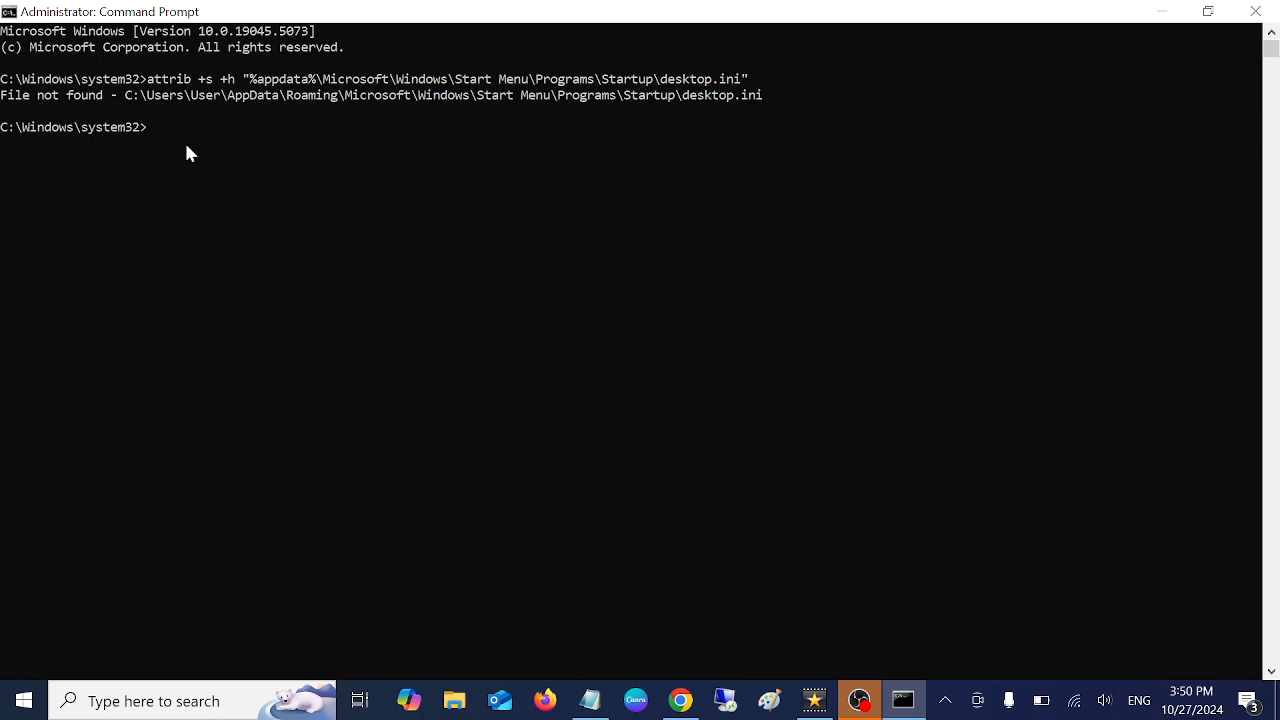 Administrator: Command Prompt
Microsoft Windows [Version 10.0.19045.5073]
(c) Microsoft Corporation. All rights reserved.
C:\Windows\system32>attrib +s +h "%appdata%\Microsoft\Windows\Start Menu\Programs\Startup\desktop.ini"
File not found - C:\Users\User\AppData\Roaming\Microsoft\Windows\Start Menu\Programs\Startup\desktop.ini
C:\Windows\system32>
Type here to search
Canva
ENG
3:50 PM
10/27/2024
3